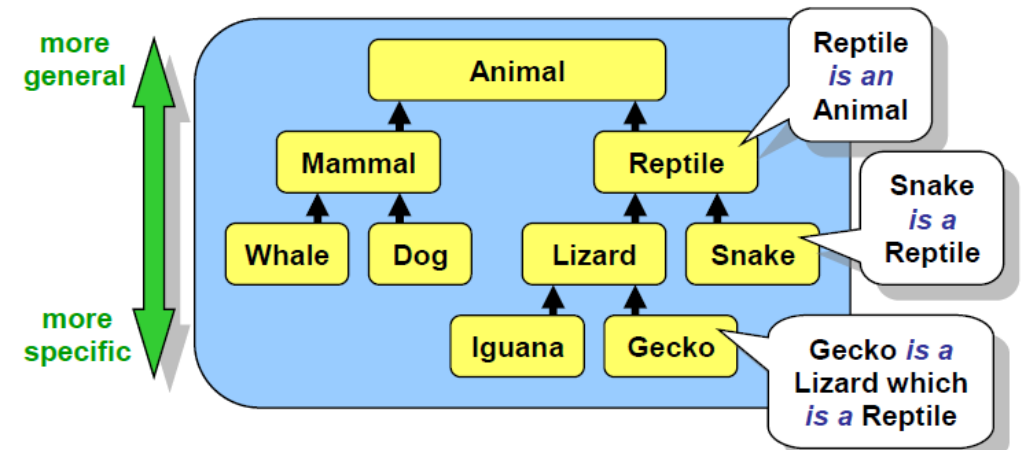 more
general
Animal
Reptile
is an
Animal
Mammal
Reptile
Snake
is a
Reptile
Whale
Dog
Lizard
Snake
more
specific
Iguana
Gecko
Gecko is a
Lizard which
is a Reptile